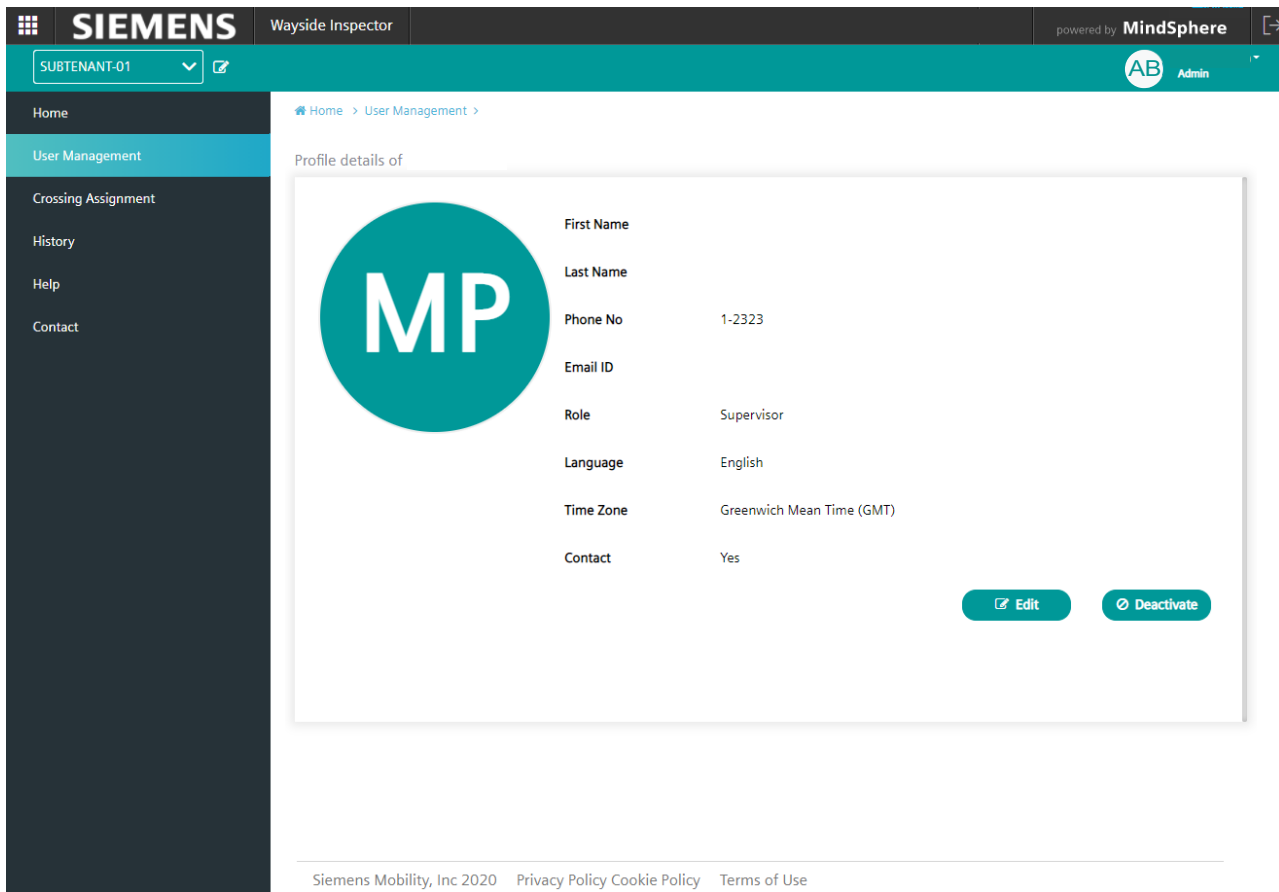 SIEMENS Wayside Inspector powered by MindSphere
SUBTENANT-01 AB Admin
Home
User Management
Crossing Assignment
History
Help
Contact
Home > User Management >
Profile details of
MP
First Name
Last Name
Phone No 1-2323
Email ID
Role Supervisor
Language English
Time Zone Greenwich Mean Time (GMT)
Contact Yes
Edit Deactivate
Siemens Mobility, Inc 2020 Privacy Policy Cookie Policy Terms of Use